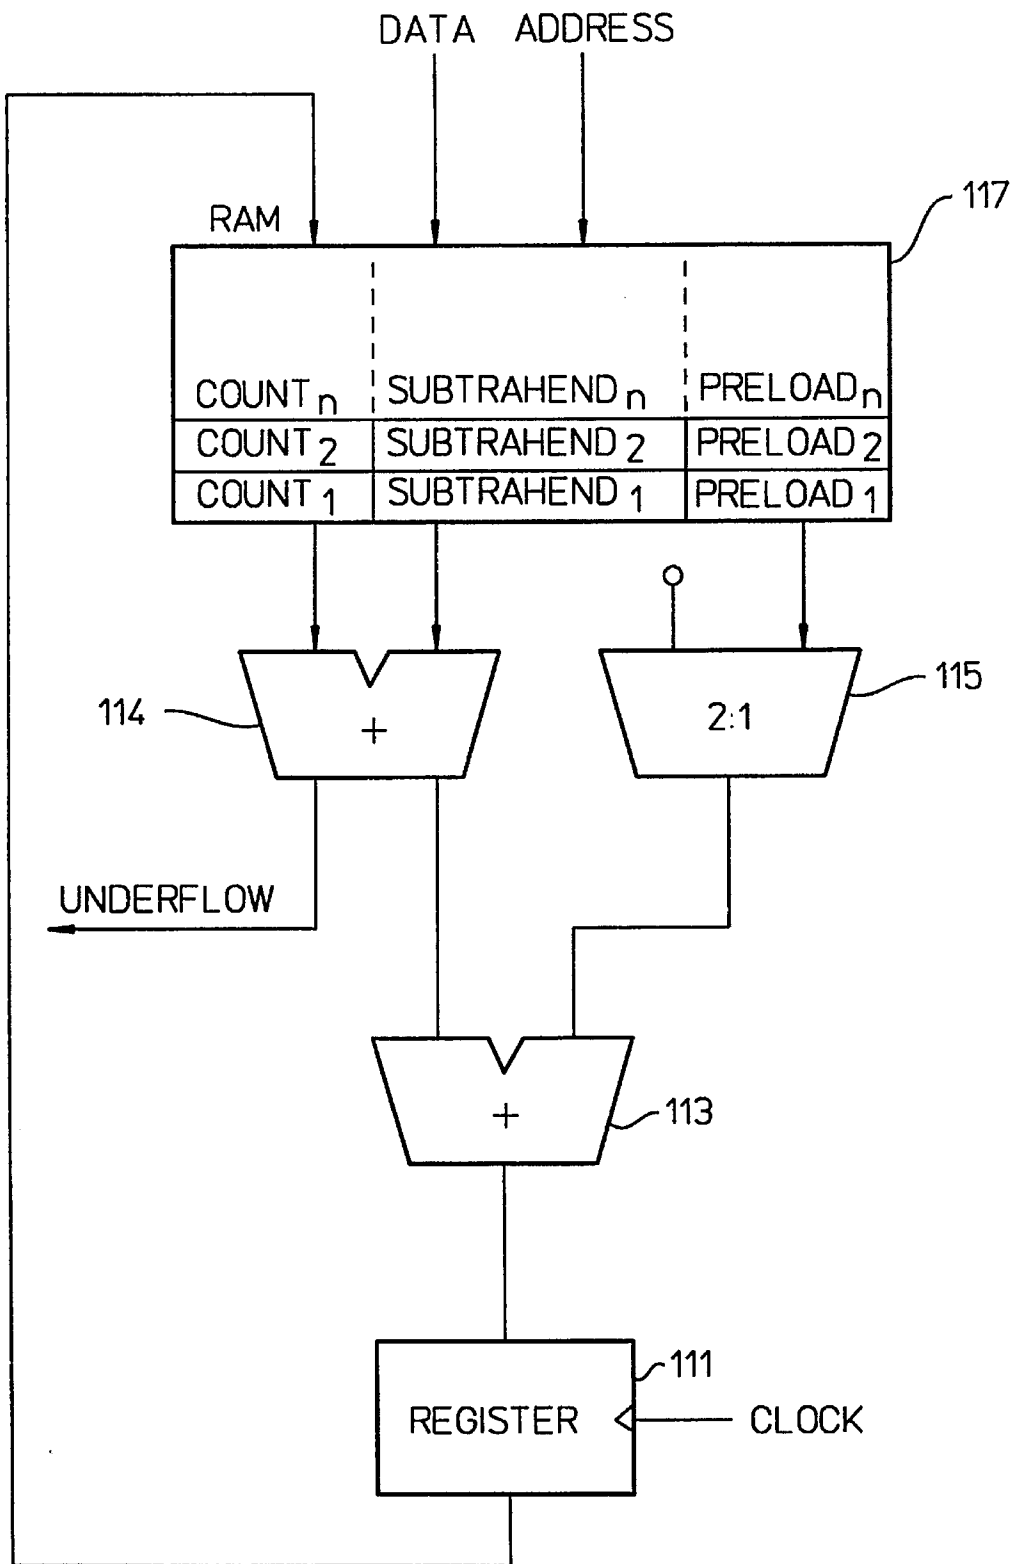 DATA ADDRESS
117
RAM
COUNTn SUBTRAHENDn PRELOADn
COUNT2 SUBTRAHEND2 PRELOAD2
COUNT1 SUBTRAHEND1 PRELOAD1
114 + 2:1 115
UNDERFLOW
+ 113
111
REGISTER CLOCK